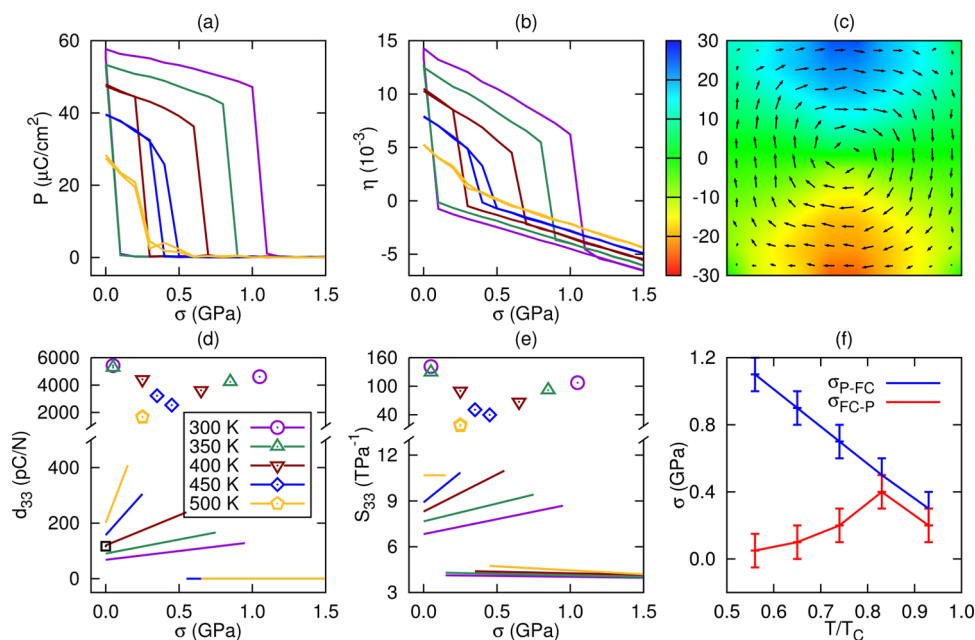 (a)
P (μC/cm²)
60
40
20
0
0.0 0.5 1.0 1.5
σ (GPa)
(b)
η (10⁻³)
15
10
5
0
-5
0.0 0.5 1.0 1.5
σ (GPa)
(c)
30
20
10
0
-10
-20
-30
(d)
d₃₃ (pC/N)
6000
4000
2000
400
200
0
300 K
350 K
400 K
450 K
500 K
0.0 0.5 1.0 1.5
σ (GPa)
(e)
S₃₃ (TPa⁻¹)
160
100
40
12
9
6
3
0.0 0.5 1.0 1.5
σ (GPa)
(f)
σ (GPa)
1.2
0.8
0.4
0.0
σP-FC
σFC-P
0.5 0.6 0.7 0.8 0.9 1.0
T/TC